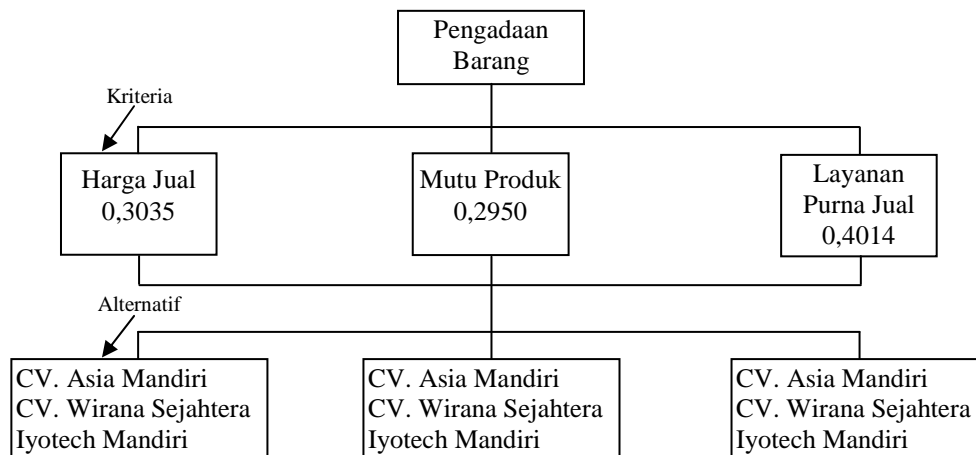 Pengadaan
Barang
Kriteria
Harga Jual
0,3035
Mutu Produk
0,2950
Layanan
Purna Jual
0,4014
Alternatif
CV. Asia Mandiri
CV. Wirana Sejahtera
Iyotech Mandiri
CV. Asia Mandiri
CV. Wirana Sejahtera
Iyotech Mandiri
CV. Asia Mandiri
CV. Wirana Sejahtera
Iyotech Mandiri